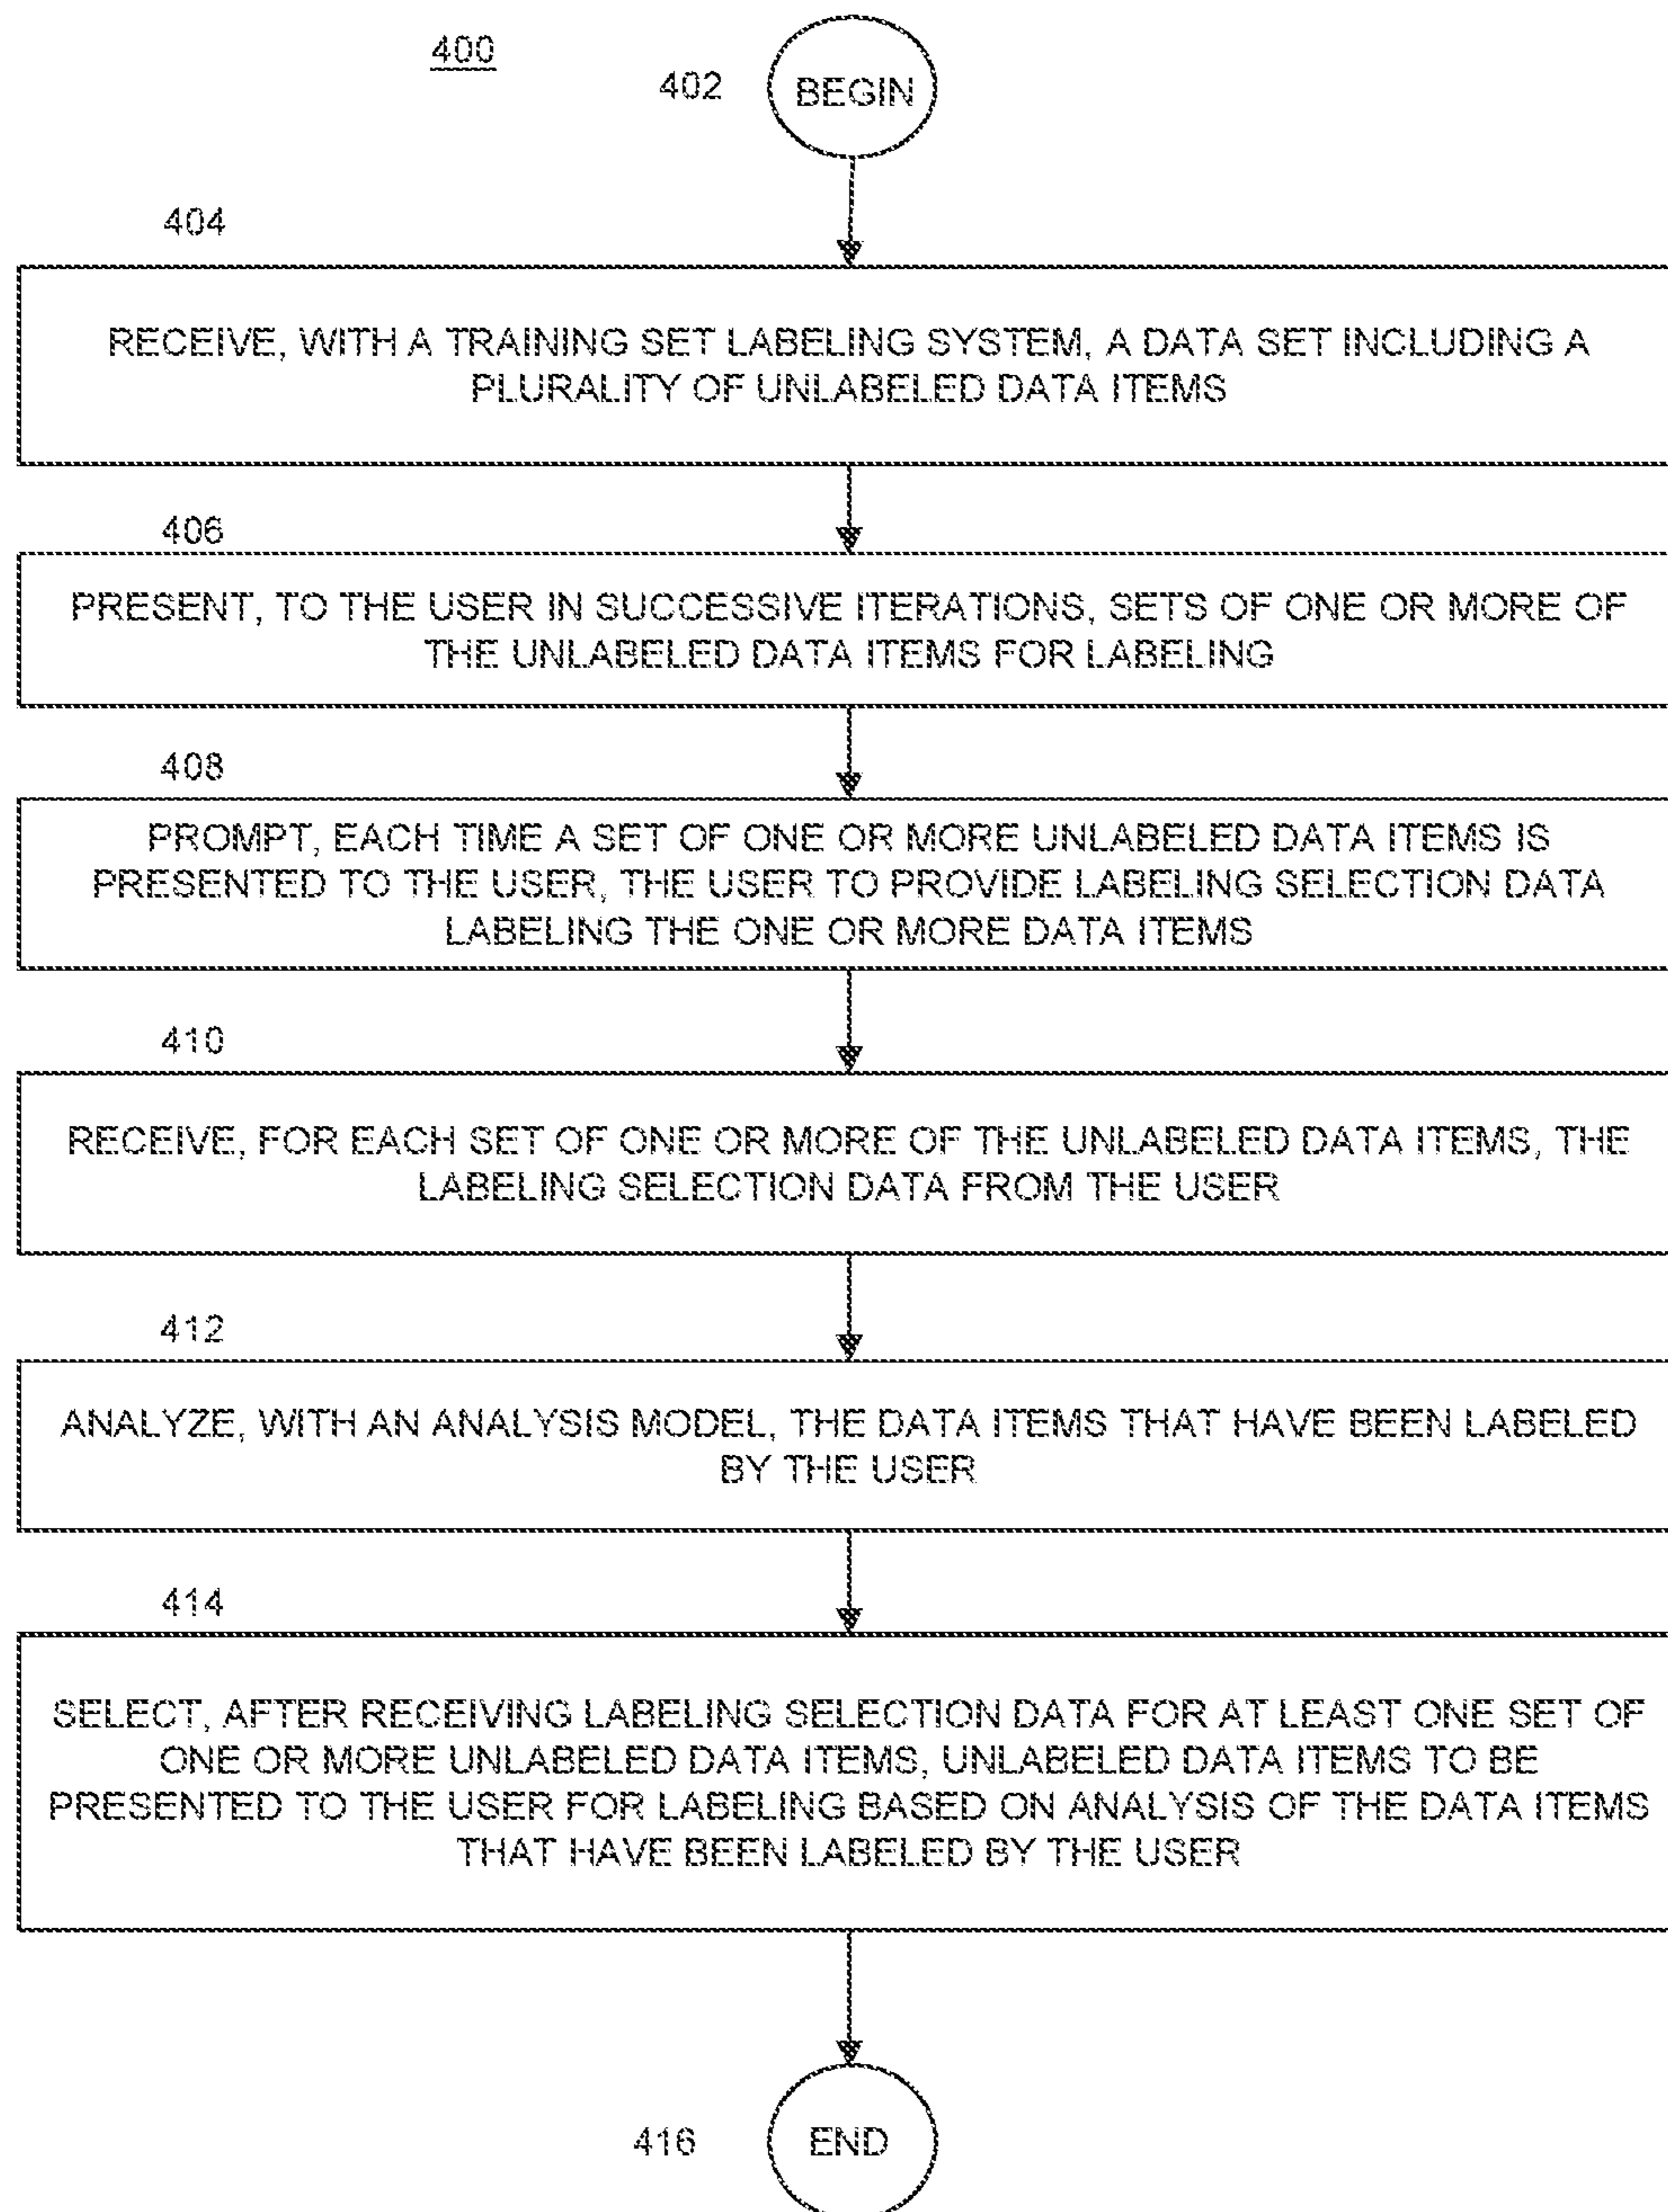 400
402
BEGIN
404
RECEIVE, WITH A TRAINING SET LABELING SYSTEM, A DATA SET INCLUDING A
PLURALITY OF UNLABELED DATA ITEMS
406
PRESENT, TO THE USER IN SUCCESSIVE ITERATIONS, SETS OF ONE OR MORE OF
THE UNLABELED DATA ITEMS FOR LABELING
408
PROMPT, EACH TIME A SET OF ONE OR MORE UNLABELED DATA ITEMS IS
PRESENTED TO THE USER, THE USER TO PROVIDE LABELING SELECTION DATA
LABELING THE ONE OR MORE DATA ITEMS
410
RECEIVE, FOR EACH SET OF ONE OR MORE OF THE UNLABELED DATA ITEMS, THE
LABELING SELECTION DATA FROM THE USER
412
ANALYZE, WITH AN ANALYSIS MODEL, THE DATA ITEMS THAT HAVE BEEN LABELED
BY THE USER
414
SELECT, AFTER RECEIVING LABELING SELECTION DATA FOR AT LEAST ONE SET OF
ONE OR MORE UNLABELED DATA ITEMS, UNLABELED DATA ITEMS TO BE
PRESENTED TO THE USER FOR LABELING BASED ON ANALYSIS OF THE DATA ITEMS
THAT HAVE BEEN LABELED BY THE USER
416
END